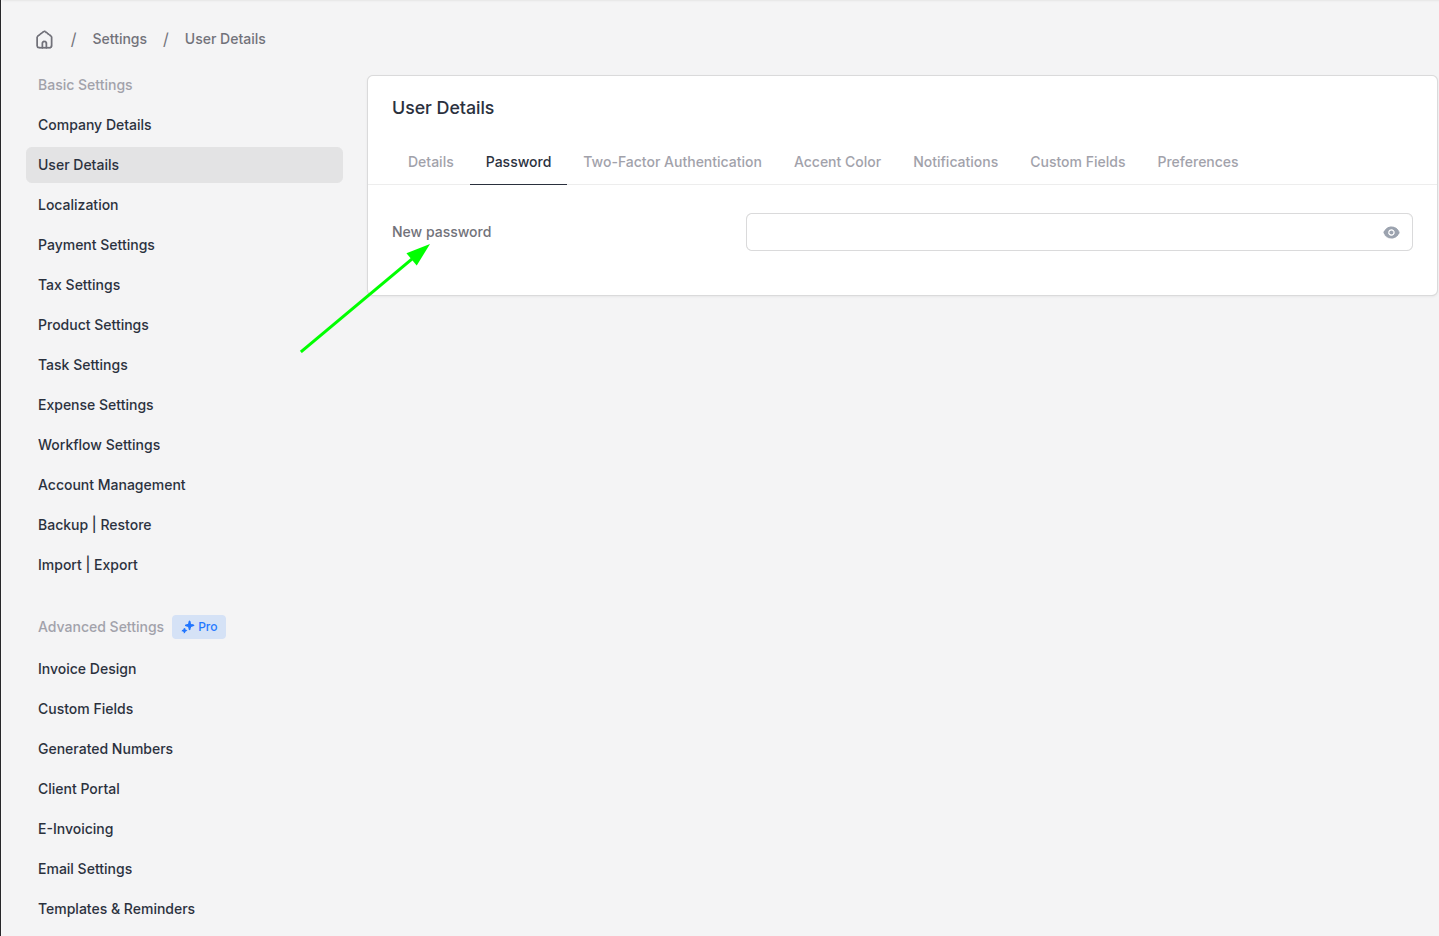 / Settings / User Details
Basic Settings
Company Details
User Details
Localization
Payment Settings
Tax Settings
Product Settings
Task Settings
Expense Settings
Workflow Settings
Account Management
Backup | Restore
Import | Export
Advanced Settings Pro
Invoice Design
Custom Fields
Generated Numbers
Client Portal
E-Invoicing
Email Settings
Templates & Reminders
User Details
Details Password Two-Factor Authentication Accent Color Notifications Custom Fields Preferences
New password